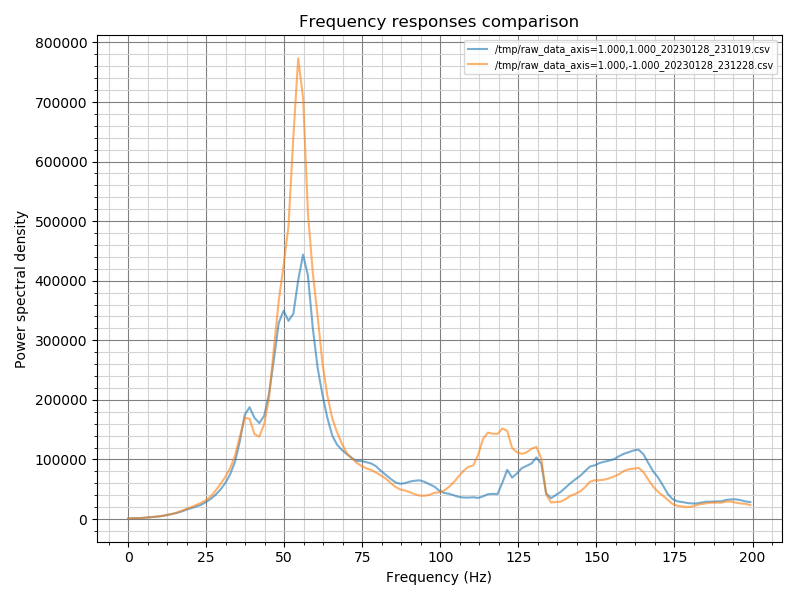 Frequency responses comparison
/tmp/raw_data_axis=1.000,1.000_20230128_231019.csv
/tmp/raw_data_axis=1.000,-1.000_20230128_231228.csv
800000
700000
600000
500000
400000
300000
200000
100000
0
Power spectral density
0 25 50 75 100 125 150 175 200
Frequency (Hz)